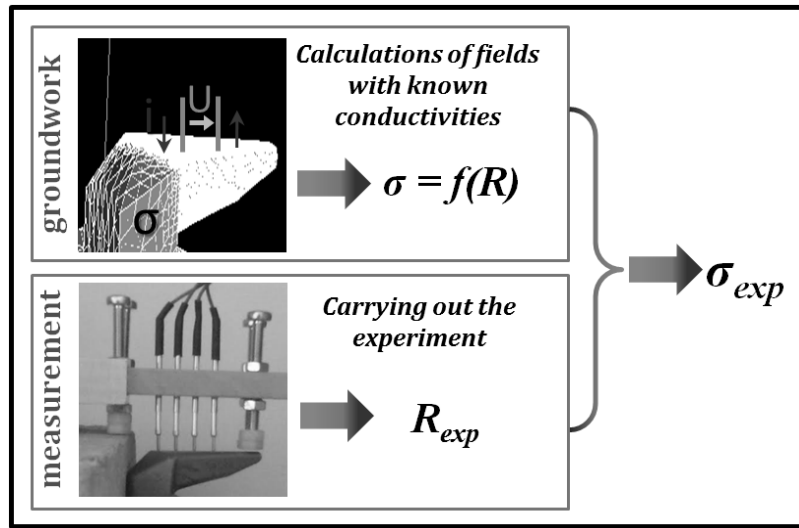 groundwork
i U
σ
Calculations of fields
with known
conductivities
σ = f(R)
measurement
Carrying out the
experiment
R_exp
σ_exp